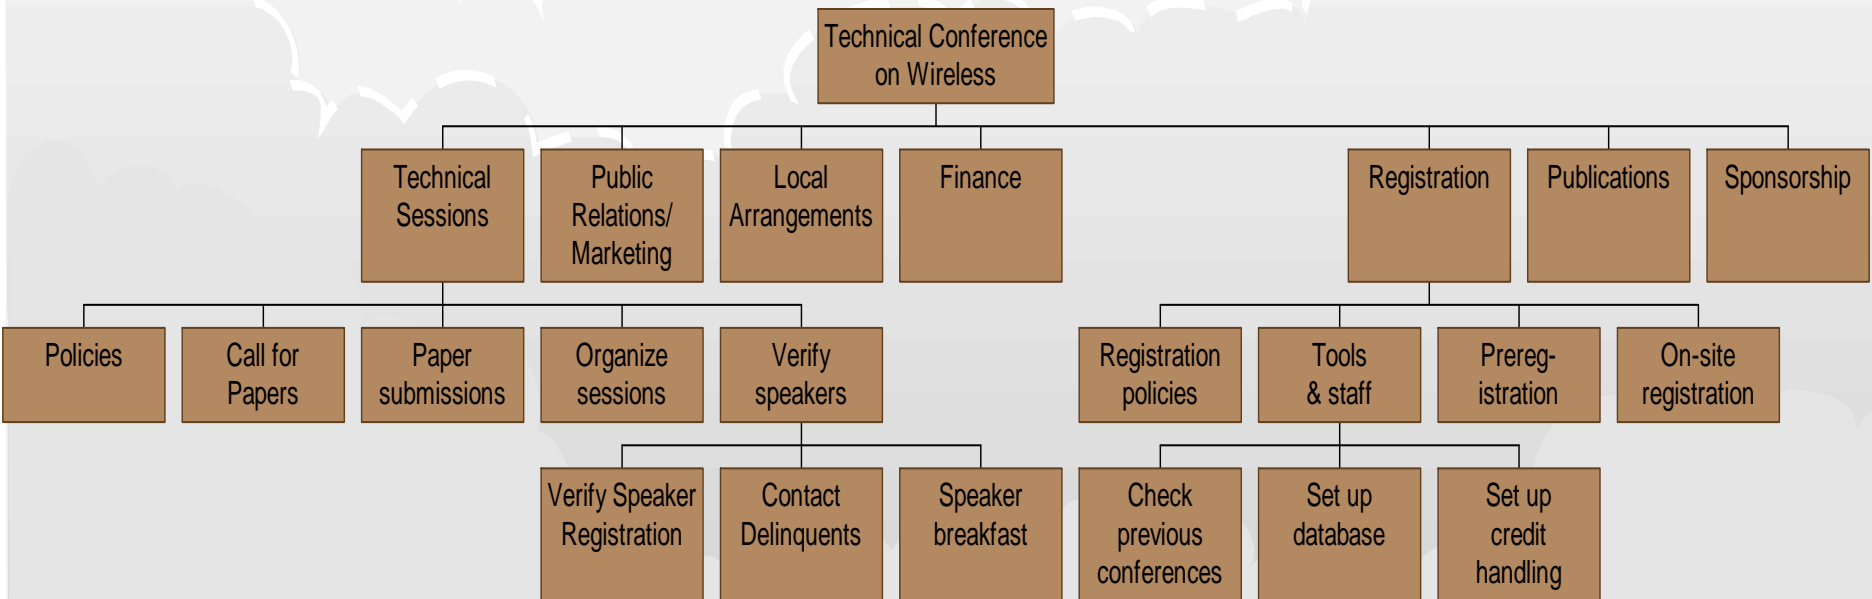 Technical Conference
on Wireless
Technical
Sessions
Public
Relations/
Marketing
Local
Arrangements
Finance
Registration
Publications
Sponsorship
Policies
Call for
Papers
Paper
submissions
Organize
sessions
Verify
speakers
Registration
policies
Tools
& staff
Prereg-
istration
On-site
registration
Verify Speaker
Registration
Contact
Delinquents
Speaker
breakfast
Check
previous
conferences
Set up
database
Set up
credit
handling